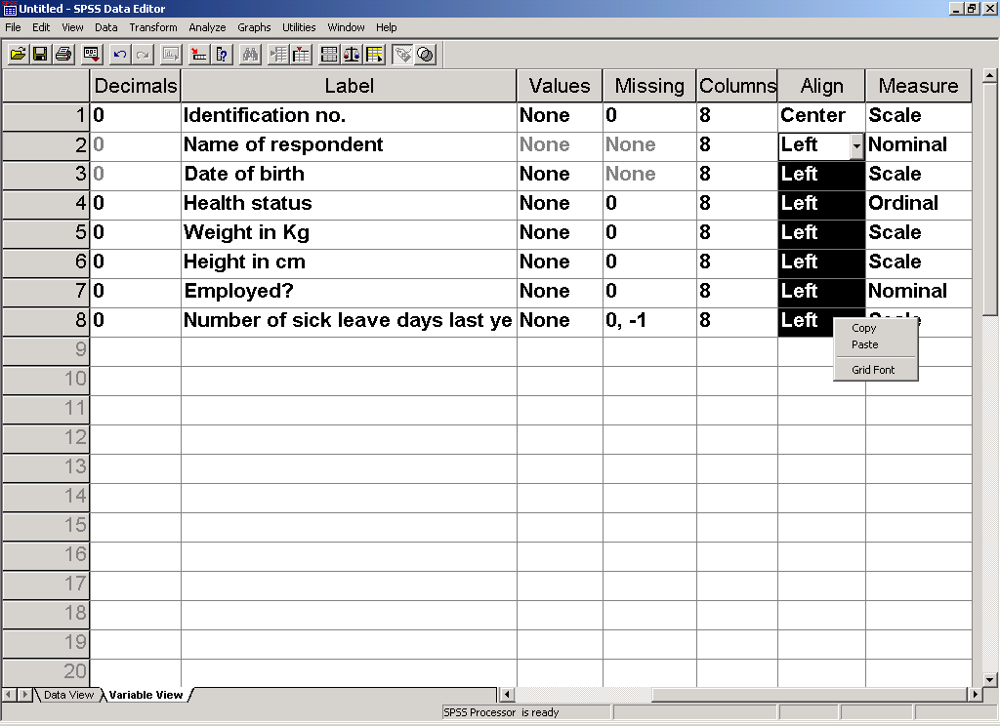 Untitled - SPSS Data Editor
File Edit View Data Transform Analyze Graphs Utilities Window Help
Decimals Label Values Missing Columns Align Measure
1 0 Identification no. None 0 8 Center Scale
2 0 Name of respondent None None 8 Left Nominal
3 0 Date of birth None None 8 Left Scale
4 0 Health status None 0 8 Left Ordinal
5 0 Weight in Kg None 0 8 Left Scale
6 0 Height in cm None 0 8 Left Scale
7 0 Employed? None 0 8 Left Nominal
8 0 Number of sick leave days last ye None 0, -1 8 Left
Copy
Paste
Grid Font
9
10
11
12
13
14
15
16
17
18
19
20
Data View Variable View
SPSS Processor is ready